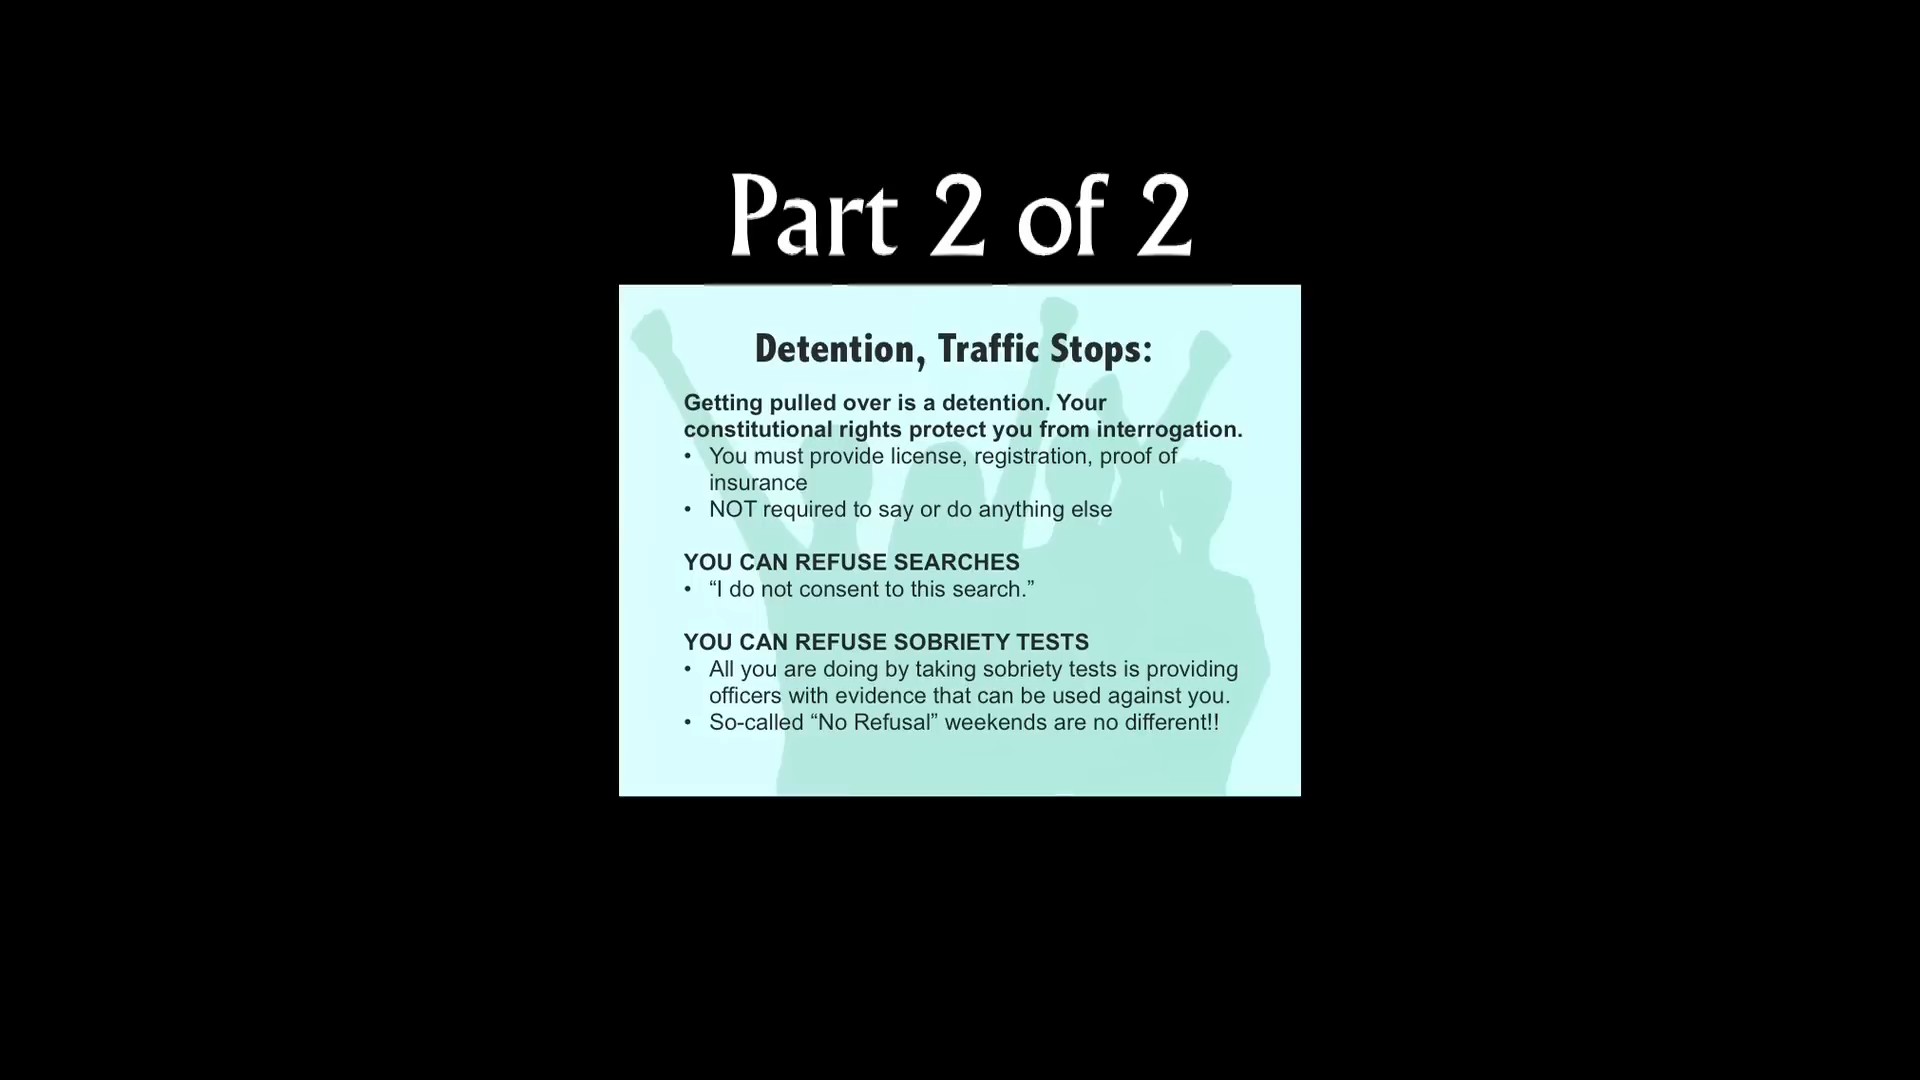 Part 2 of 2
Detention, Traffic Stops:
Getting pulled over is a detention. Your
constitutional rights protect you from interrogation.
• You must provide license, registration, proof of
insurance
• NOT required to say or do anything else
YOU CAN REFUSE SEARCHES
• “I do not consent to this search.”
YOU CAN REFUSE SOBRIETY TESTS
• All you are doing by taking sobriety tests is providing
officers with evidence that can be used against you.
• So-called “No Refusal” weekends are no different!!